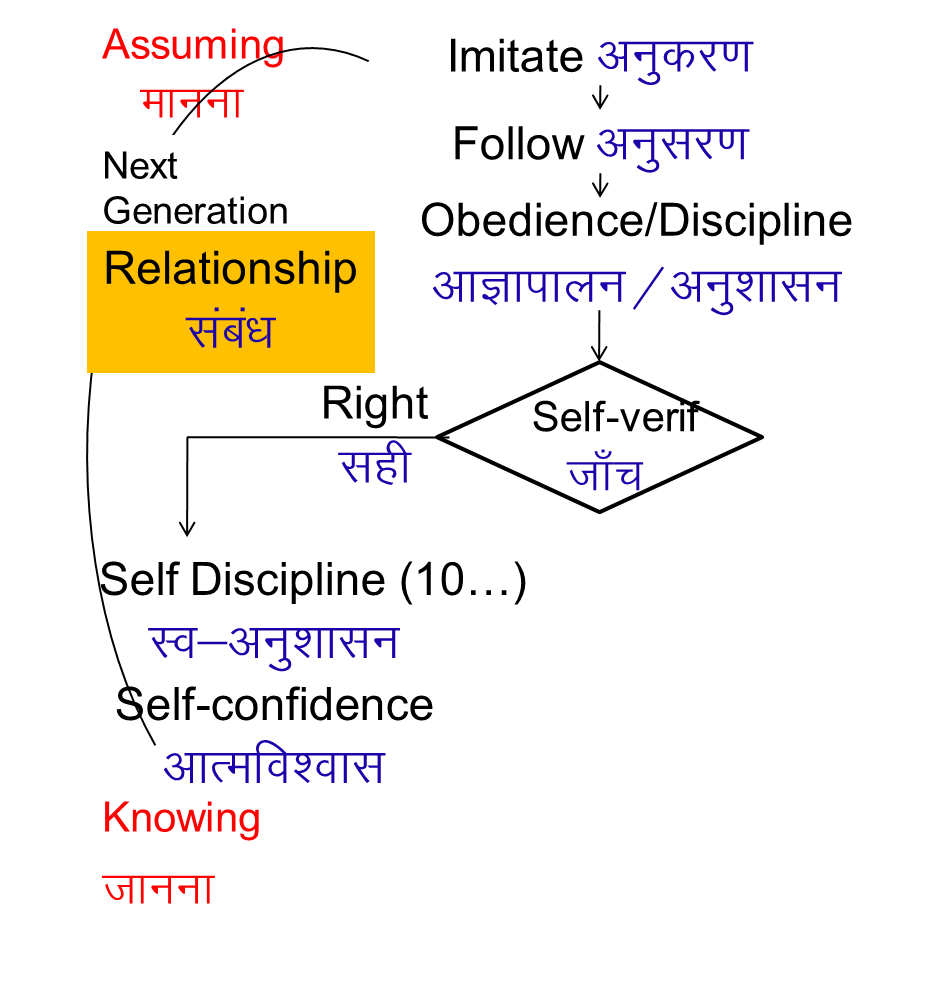 Assuming
मानना
Next
Generation
Relationship
संबंध
Imitate अनुकरण
Follow अनुसरण
Obedience/Discipline
आज्ञापालन / अनुशासन
Self-verif
जाँच
Right
सही
Self Discipline (10…)
स्व–अनुशासन
Self-confidence
आत्मविश्वास
Knowing
जानना